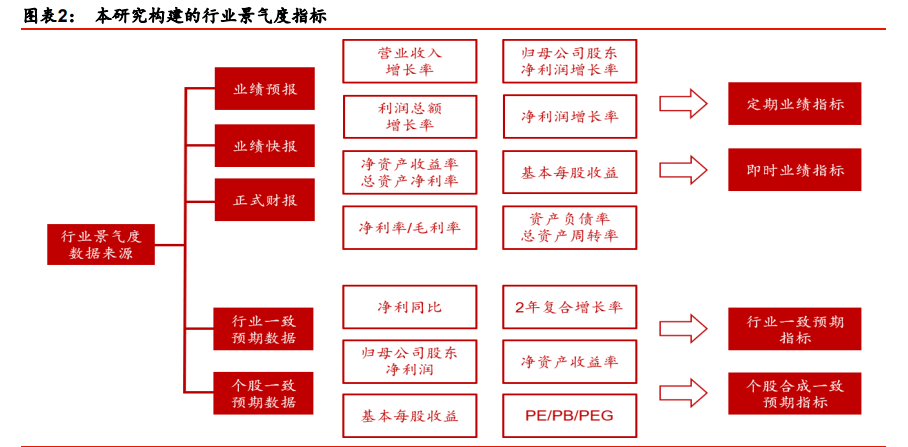 图表2： 本研究构建的行业景气度指标
行业景气度
数据来源
业绩预报
业绩快报
正式财报
行业一致
预期数据
个股一致
预期数据
营业收入
增长率
归母公司股东
净利润增长率
利润总额
增长率
净利润增长率
净资产收益率
总资产净利率
基本每股收益
净利率/毛利率
资产负债率
总资产周转率
净利同比
2年复合增长率
归母公司股东
净利润
净资产收益率
基本每股收益
PE/PB/PEG
定期业绩指标
即时业绩指标
行业一致预期
指标
个股合成一致
预期指标